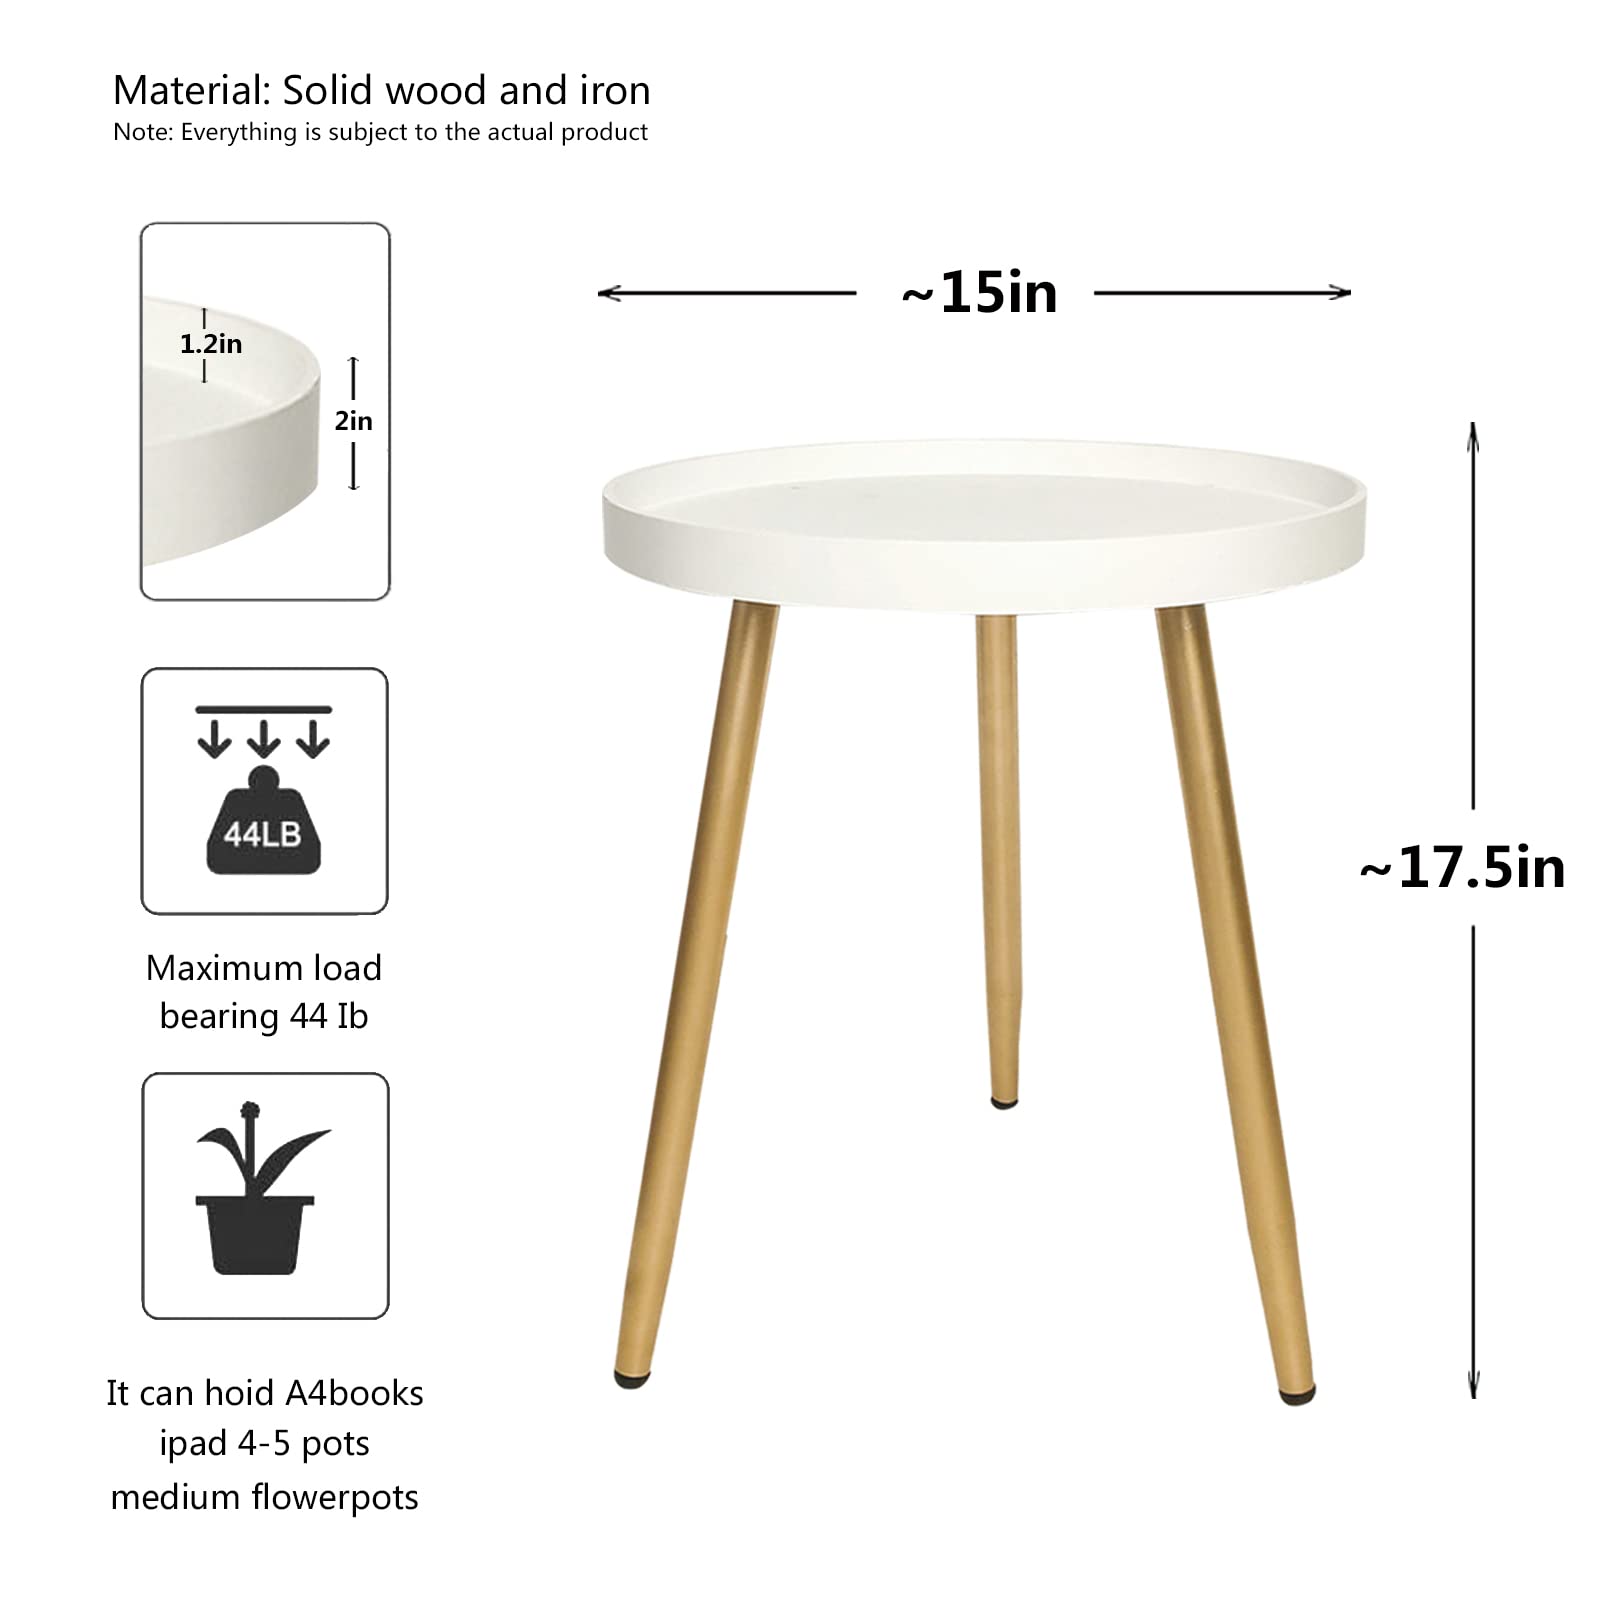 Material: Solid wood and iron
Note: Everything is subject to the actual product
~15in
1.2in
2in
~17.5in
44LB
Maximum load
bearing 44 Ib
It can hoid A4books
ipad 4-5 pots
medium flowerpots